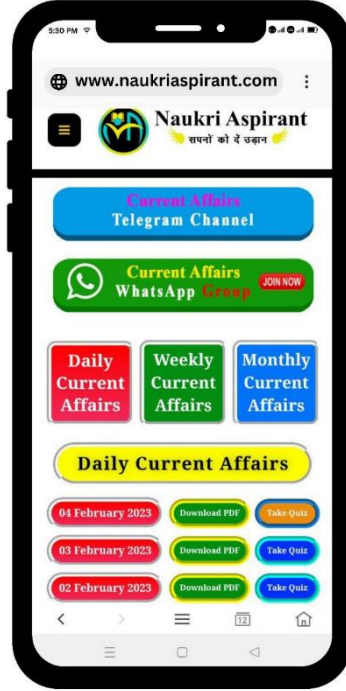 5:30 PM
www.naukriaspirant.com
Naukri Aspirant
सपनों को दें उड़ान
Current Affairs
Telegram Channel
Current Affairs
WhatsApp Group
JOIN NOW
Daily Current Affairs
Weekly Current Affairs
Monthly Current Affairs
Daily Current Affairs
04 February 2023 Download PDF Take Quiz
03 February 2023 Download PDF Take Quiz
02 February 2023 Download PDF Take Quiz
12